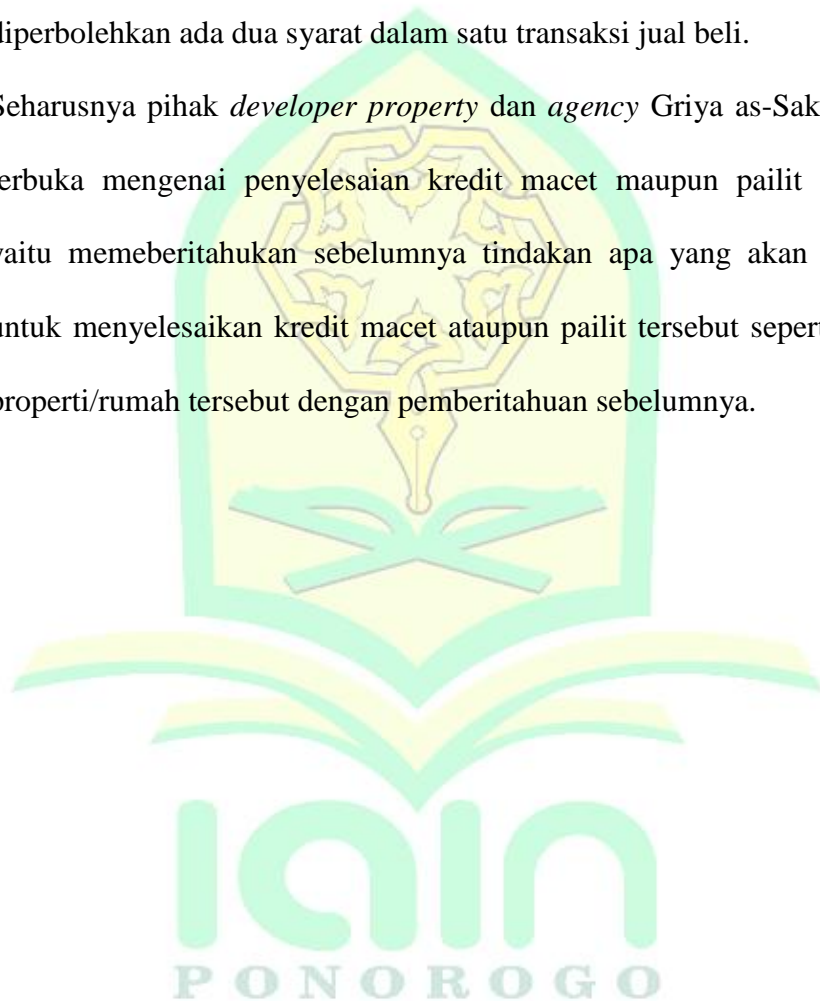 diperbolehkan ada dua syarat dalam satu transaksi jual beli.
Seharusnya pihak developer property dan agency Griya as-Sak
terbuka mengenai penyelesaian kredit macet maupun pailit
yaitu memeberitahukan sebelumnya tindakan apa yang akan
untuk menyelesaikan kredit macet ataupun pailit tersebut sepert
properti/rumah tersebut dengan pemberitahuan sebelumnya.
iain
PONOROGO